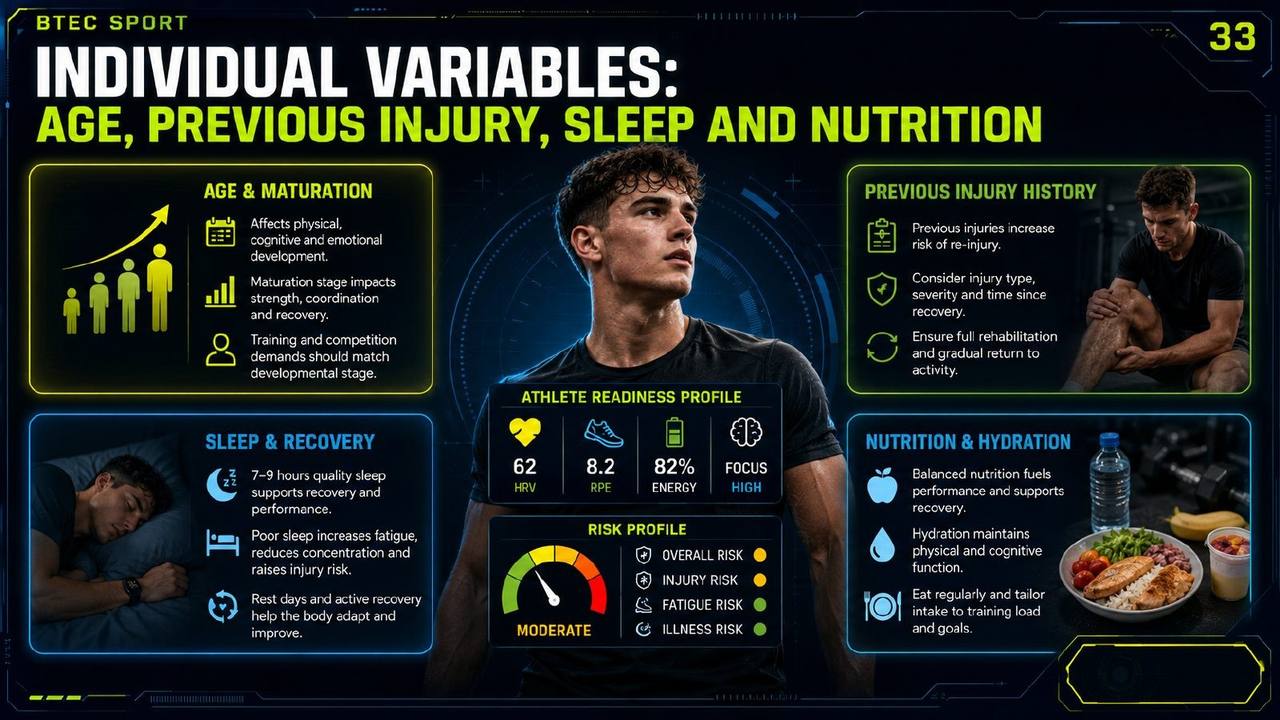 BTEC SPORT
33
INDIVIDUAL VARIABLES:
AGE, PREVIOUS INJURY, SLEEP AND NUTRITION
AGE & MATURATION
Affects physical,
cognitive and emotional
development.
Maturation stage impacts
strength, coordination
and recovery.
Training and competition
demands should match
developmental stage.
PREVIOUS INJURY HISTORY
Previous injuries increase
risk of re-injury.
Consider injury type,
severity and time since
recovery.
Ensure full rehabilitation
and gradual return to
activity.
SLEEP & RECOVERY
Z Z Z
7–9 hours quality sleep
supports recovery and
performance.
Poor sleep increases fatigue,
reduces concentration and
raises injury risk.
Rest days and active recovery
help the body adapt and
improve.
ATHLETE READINESS PROFILE
62
HRV
8.2
RPE
82%
ENERGY
FOCUS
HIGH
RISK PROFILE
MODERATE
OVERALL RISK
INJURY RISK
FATIGUE RISK
ILLNESS RISK
NUTRITION & HYDRATION
Balanced nutrition fuels
performance and supports
recovery.
Hydration maintains
physical and cognitive
function.
Eat regularly and tailor
intake to training load
and goals.